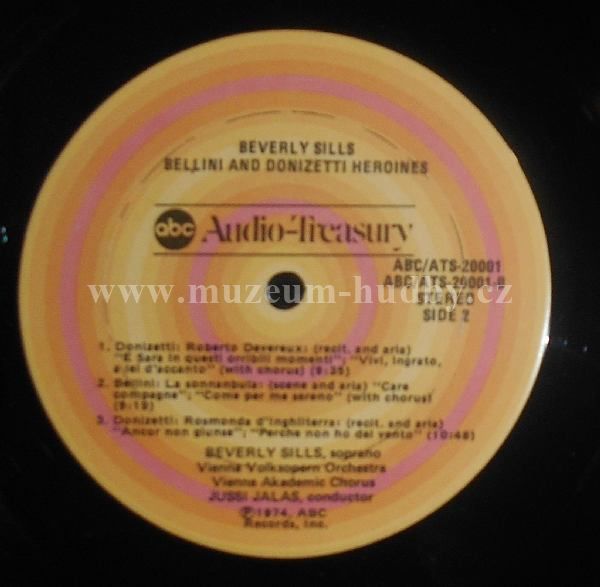 BEVERLY SILLS
BELLINI AND DONIZETTI HEROINES
abc Audio-Treasury
ABC/ATS-20001
ABC/ATS-20001-B
STEREO
SIDE 2
www.muzeum-hudby.cz
1. Donizetti: Roberto Devereux: (recit. and aria)
"E Sara in questi orribili momenti"; "Vivi, ingrato,
a lei d'accanto" (with chorus) (9:35)
2. Bellini: La sonnanbula: (scene and aria) "Care
compagne"; "Come per me sereno" (with chorus)
(8:19)
3. Donizetti: Rosmonda d'Inghilterra: (recit. and aria)
"Ancor non giunse"; "Perche non ho del vento" (10:48)
BEVERLY SILLS, soprano
Vienna Volksopern Orchestra
Vienna Akademic Chorus
JUSSI JALAS, conductor
℗1974, ABC
Records, Inc.